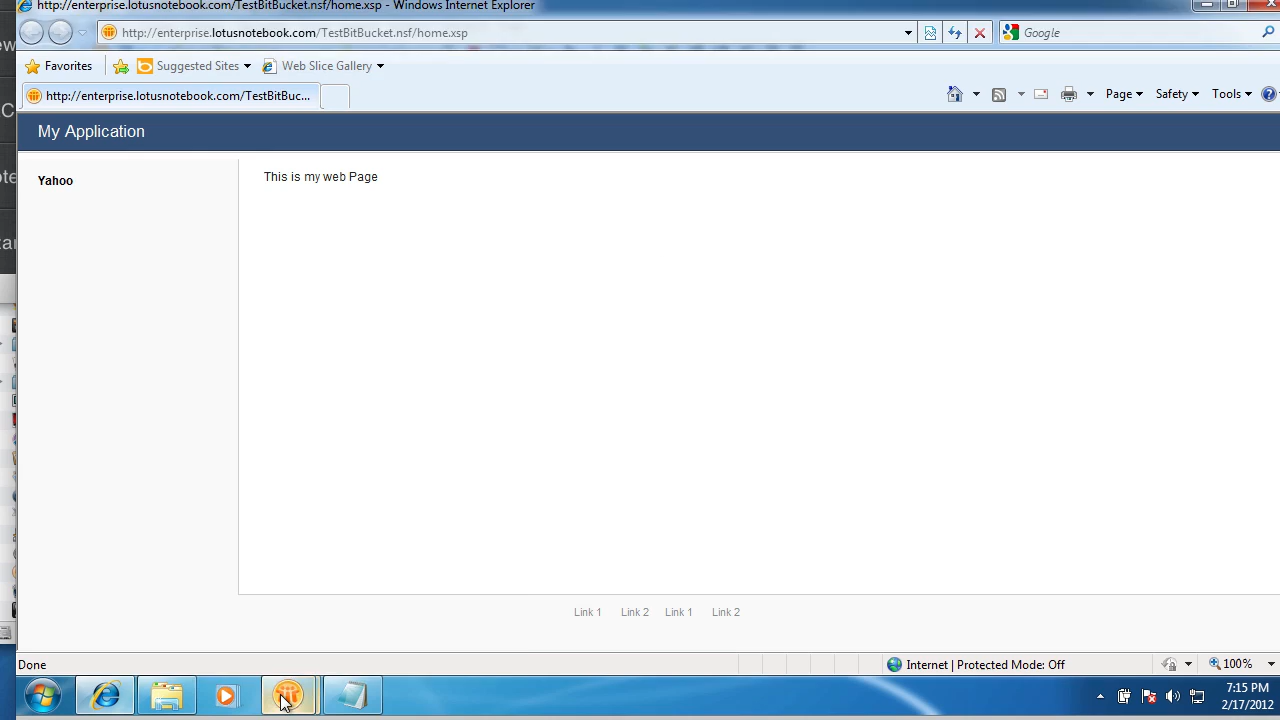 http://enterprise.lotusnotebook.com/TestBitBucket.nsf/home.xsp - Windows Internet Explorer
http://enterprise.lotusnotebook.com/TestBitBucket.nsf/home.xsp
Google
Favorites
Suggested Sites
Web Slice Gallery
http://enterprise.lotusnotebook.com/TestBitBuc...
Page
Safety
Tools
My Application
Yahoo
This is my web Page
Link 1 Link 2 Link 1 Link 2
Done
Internet | Protected Mode: Off
100%
7:15 PM
2/17/2012